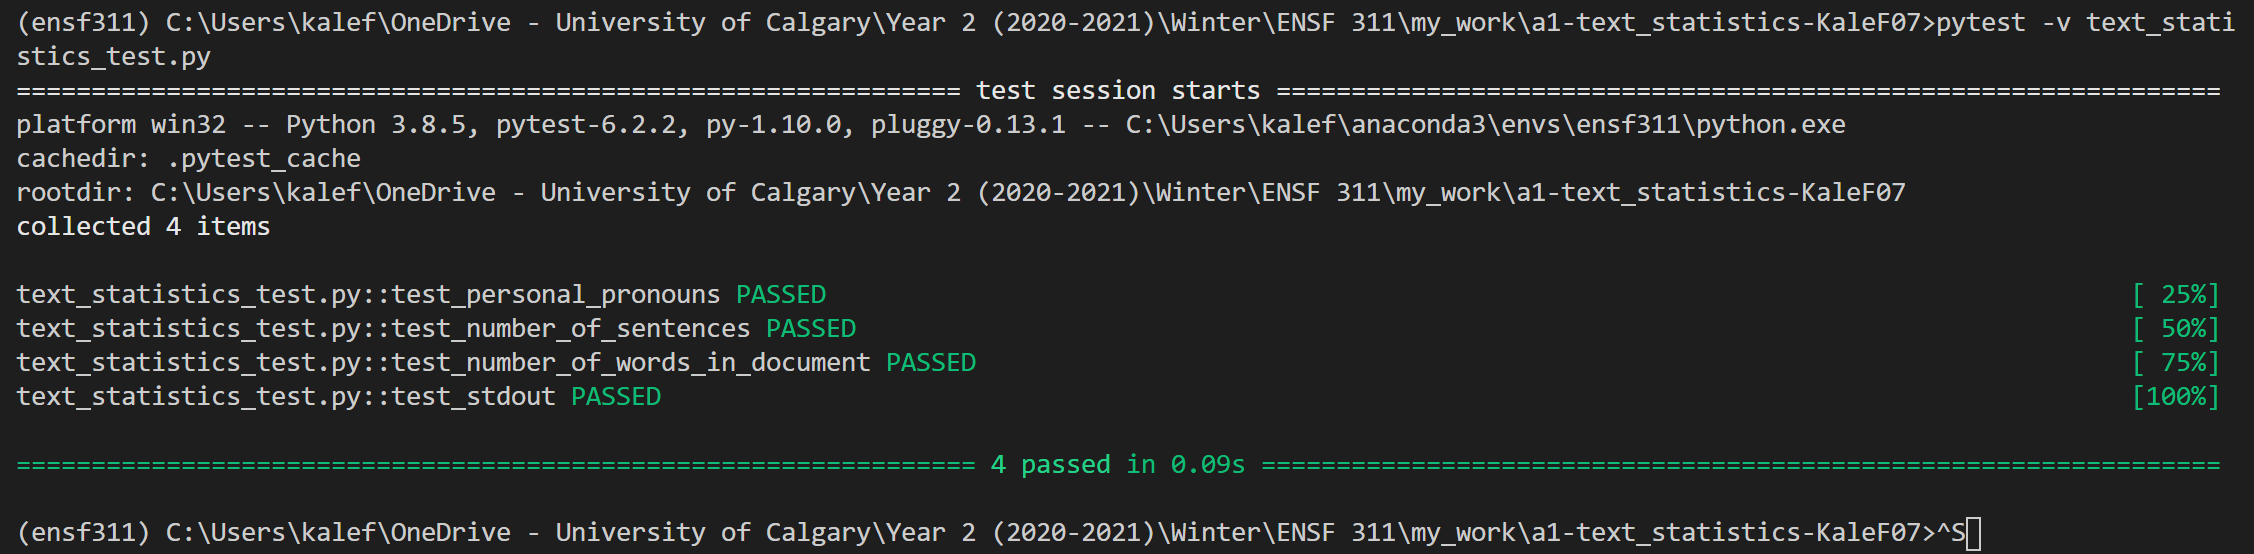 (ensf311) C:\Users\kalef\OneDrive - University of Calgary\Year 2 (2020-2021)\Winter\ENSF 311\my_work\a1-text_statistics-KaleF07>pytest -v text_stati
stics_test.py
=============================================================== test session starts ===============================================================
platform win32 -- Python 3.8.5, pytest-6.2.2, py-1.10.0, pluggy-0.13.1 -- C:\Users\kalef\anaconda3\envs\ensf311\python.exe
cachedir: .pytest_cache
rootdir: C:\Users\kalef\OneDrive - University of Calgary\Year 2 (2020-2021)\Winter\ENSF 311\my_work\a1-text_statistics-KaleF07
collected 4 items
text_statistics_test.py::test_personal_pronouns PASSED [ 25%]
text_statistics_test.py::test_number_of_sentences PASSED [ 50%]
text_statistics_test.py::test_number_of_words_in_document PASSED [ 75%]
text_statistics_test.py::test_stdout PASSED [100%]
================================================================ 4 passed in 0.09s ================================================================
(ensf311) C:\Users\kalef\OneDrive - University of Calgary\Year 2 (2020-2021)\Winter\ENSF 311\my_work\a1-text_statistics-KaleF07>^S